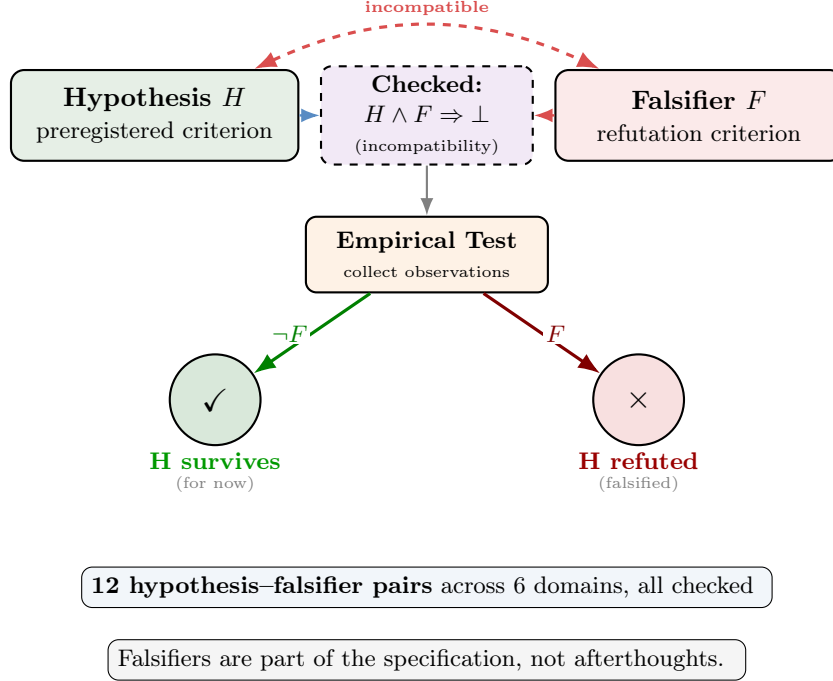 incompatible
Hypothesis H
preregistered criterion
Checked:
H ∧ F ⇒ ⊥
(incompatibility)
Falsifier F
refutation criterion
Empirical Test
collect observations
¬F
F
✓
×
H survives
(for now)
H refuted
(falsified)
12 hypothesis–falsifier pairs across 6 domains, all checked
Falsifiers are part of the specification, not afterthoughts.